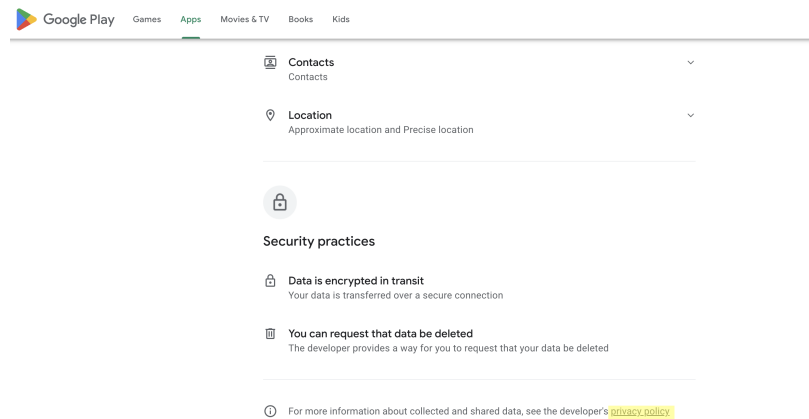 Google Play Games Apps Movies & TV Books Kids
Contacts
Contacts
Location
Approximate location and Precise location
Security practices
Data is encrypted in transit
Your data is transferred over a secure connection
You can request that data be deleted
The developer provides a way for you to request that your data be deleted
For more information about collected and shared data, see the developer's privacy policy